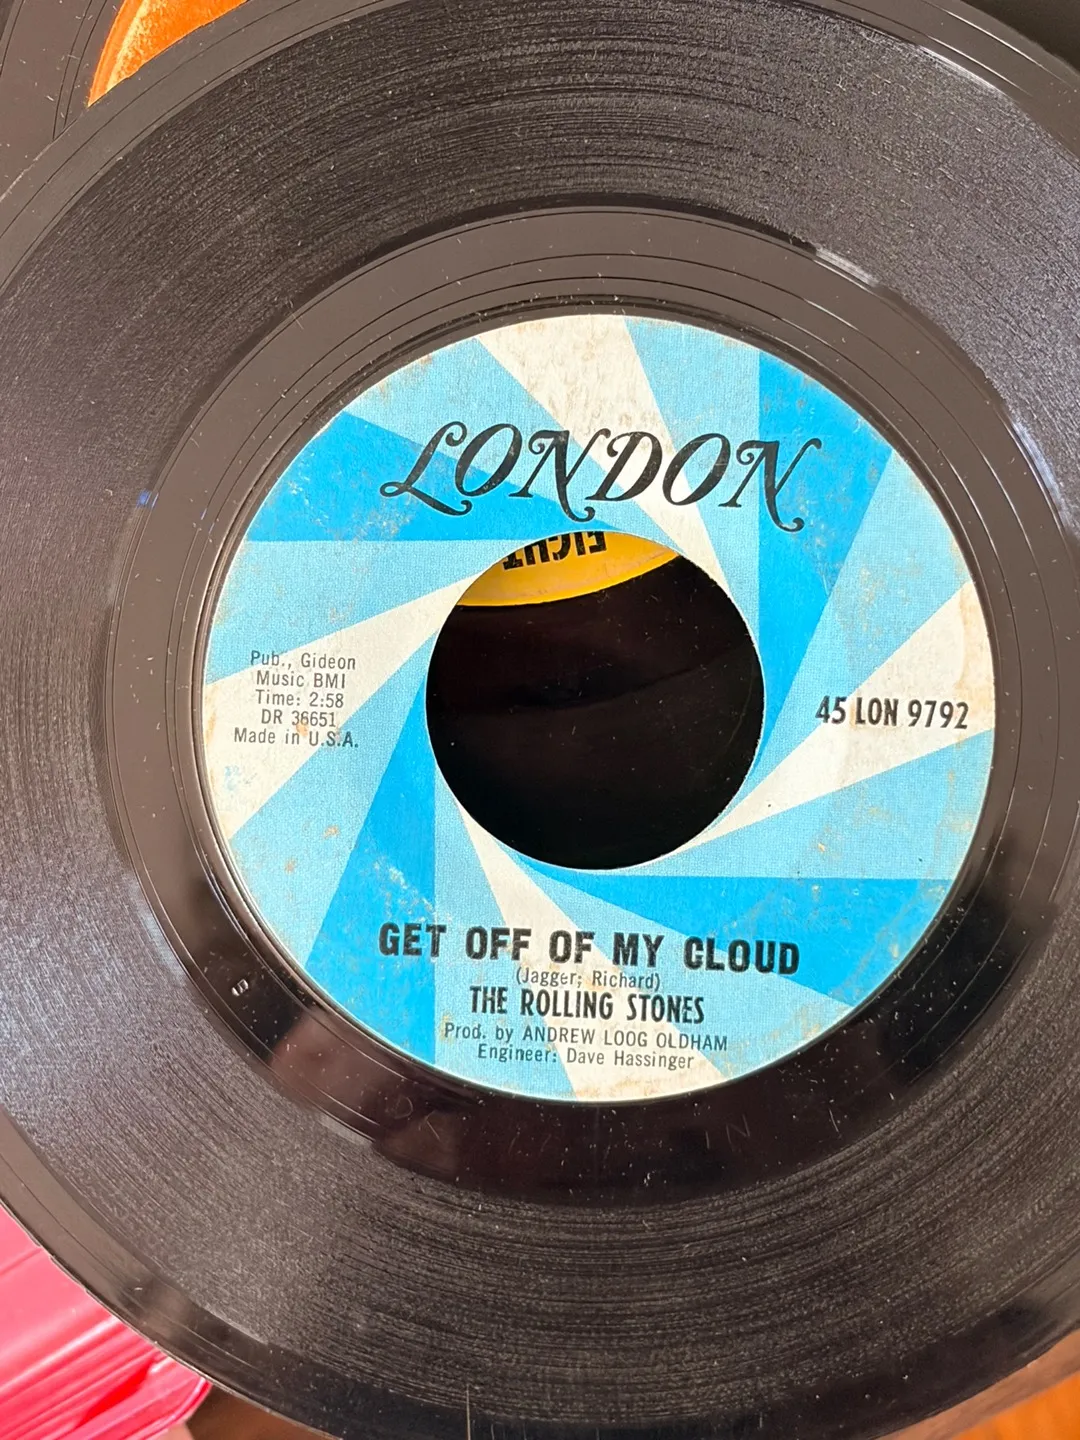 LONDON
EIGHT
Pub., Gideon
Music BMI
Time: 2:58
DR 36651
Made in U.S.A.
45 LON 9792
GET OFF OF MY CLOUD
(Jagger; Richard)
THE ROLLING STONES
Prod. by ANDREW LOOG OLDHAM
Engineer: Dave Hassinger